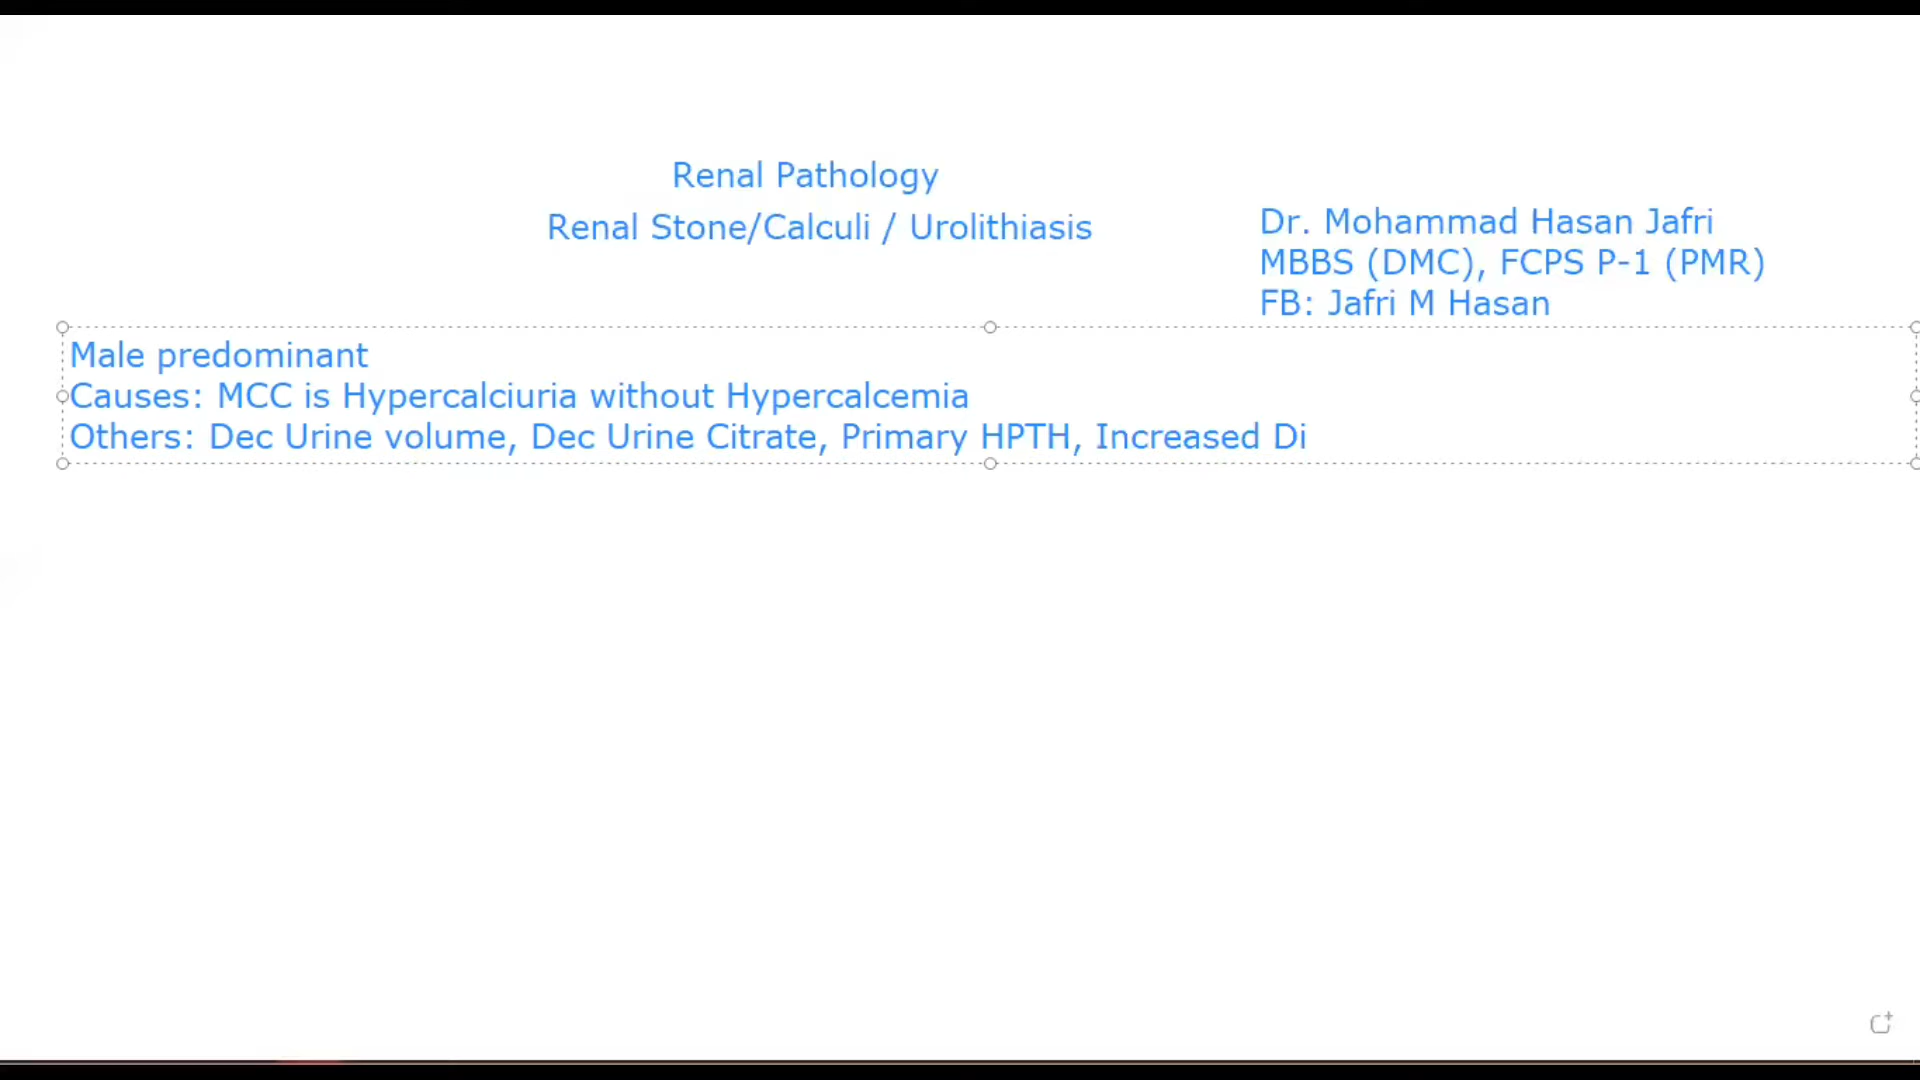 Renal Pathology
Renal Stone/Calculi / Urolithiasis
Dr. Mohammad Hasan Jafri
MBBS (DMC), FCPS P-1 (PMR)
FB: Jafri M Hasan
Male predominant
Causes: MCC is Hypercalciuria without Hypercalcemia
Others: Dec Urine volume, Dec Urine Citrate, Primary HPTH, Increased Di